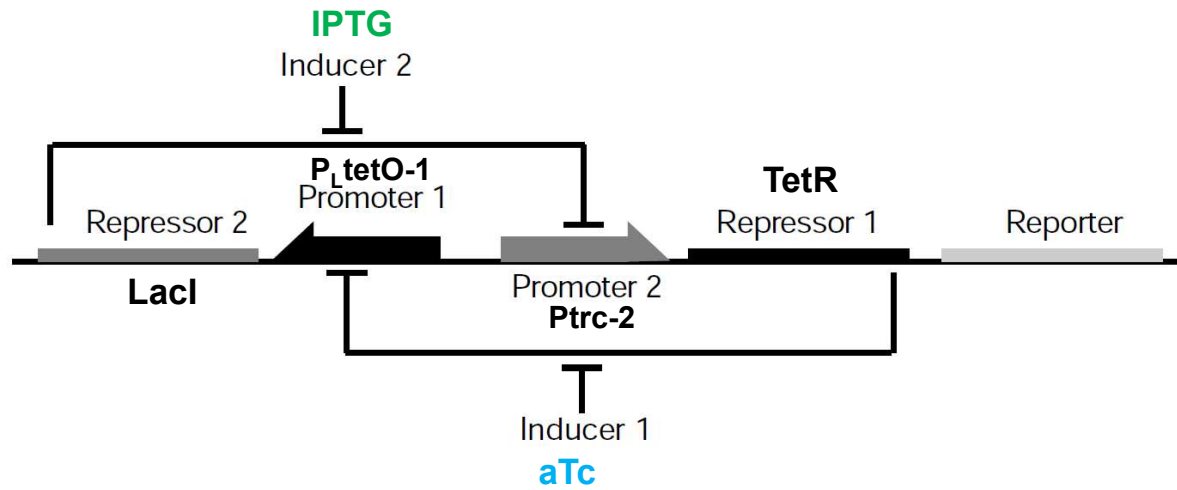 IPTG
Inducer 2
P_LtetO-1
Promoter 1
TetR
Repressor 2
Repressor 1
Reporter
LacI
Promoter 2
Ptrc-2
Inducer 1
aTc